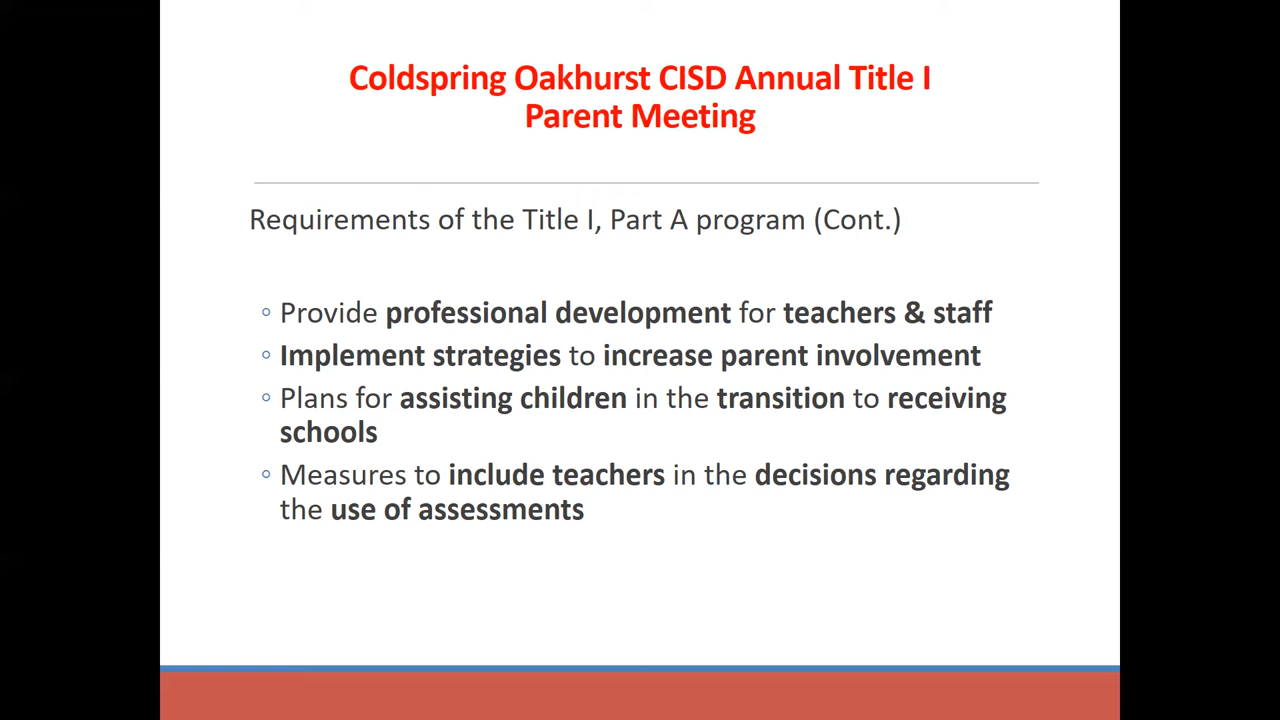 Coldspring Oakhurst CISD Annual Title I
Parent Meeting
Requirements of the Title I, Part A program (Cont.)
◦ Provide professional development for teachers & staff
◦ Implement strategies to increase parent involvement
◦ Plans for assisting children in the transition to receiving
schools
◦ Measures to include teachers in the decisions regarding
the use of assessments